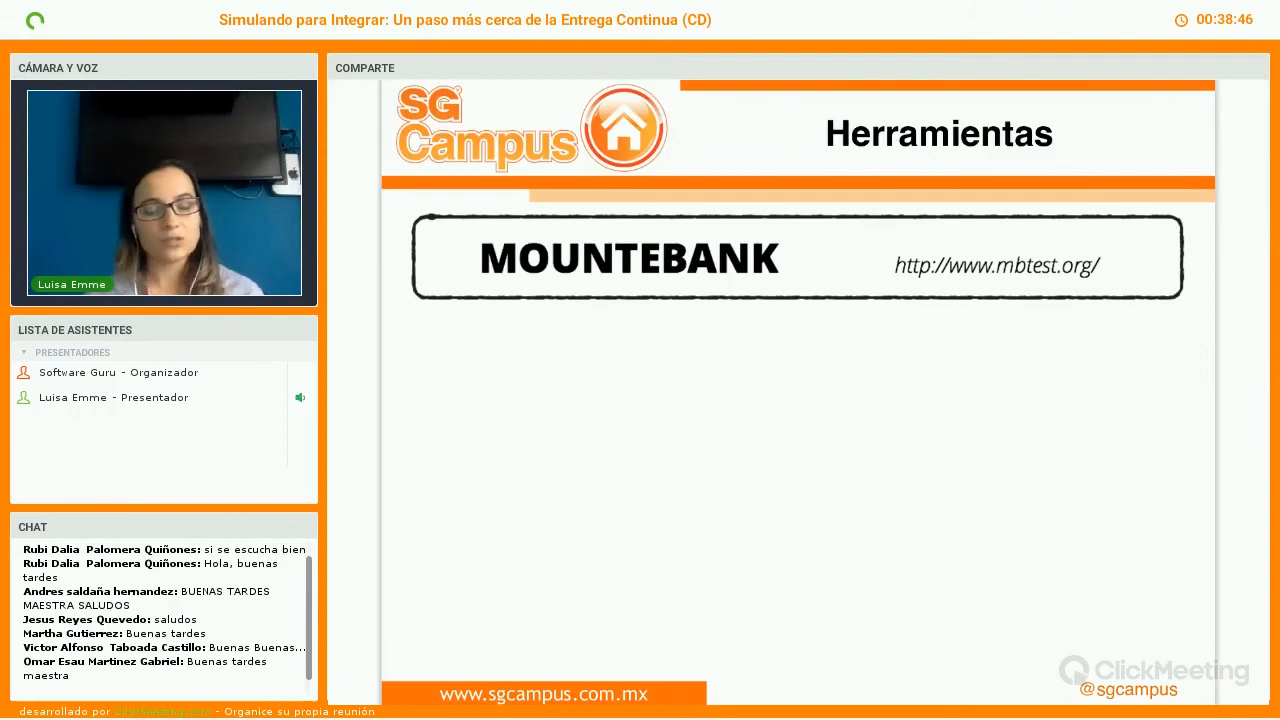 Simulando para Integrar: Un paso más cerca de la Entrega Continua (CD)
00:38:46
CÁMARA Y VOZ
Luisa Emme
LISTA DE ASISTENTES
PRESENTADORES
Software Guru - Organizador
Luisa Emme - Presentador
CHAT
Rubi Dalia Palomera Quiñones: si se escucha bien
Rubi Dalia Palomera Quiñones: Hola, buenas
tardes
Andres saldaña hernandez: BUENAS TARDES
MAESTRA SALUDOS
Jesus Reyes Quevedo: saludos
Martha Gutierrez: Buenas tardes
Victor Alfonso Taboada Castillo: Buenas Buenas...
Omar Esau Martinez Gabriel: Buenas tardes
maestra
COMPARTE
SG
Campus
Herramientas
MOUNTEBANK
http://www.mbtest.org/
ClickMeeting
www.sgcampus.com.mx
@sgcampus
desarrollado por ClickMeeting.com - Organice su propia reunión